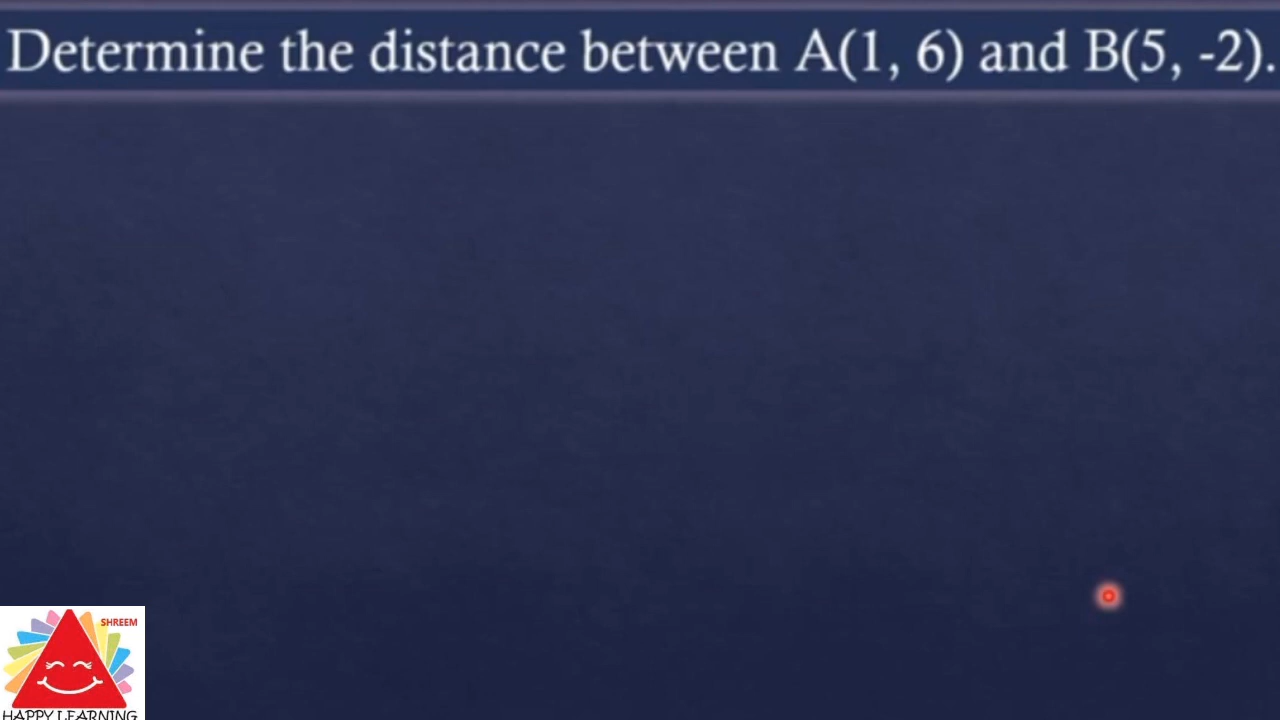 Determine the distance between A(1, 6) and B(5, -2).
SHREEM
HAPPY LEARNING